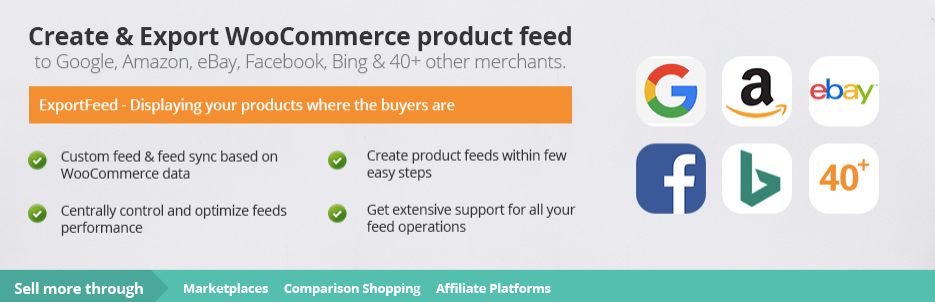 Create & Export WooCommerce product feed
to Google, Amazon, eBay, Facebook, Bing & 40+ other merchants.
ExportFeed - Displaying your products where the buyers are
Custom feed & feed sync based on
WooCommerce data
Create product feeds within few
easy steps
Centrally control and optimize feeds
performance
Get extensive support for all your
feed operations
G
a
ebay
f
b
40+
Sell more through
Marketplaces
Comparison Shopping
Affiliate Platforms